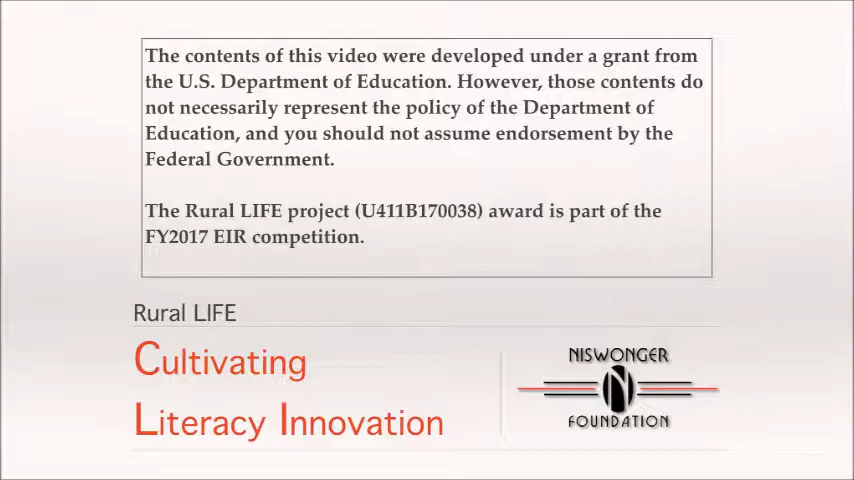 The contents of this video were developed under a grant from
the U.S. Department of Education. However, those contents do
not necessarily represent the policy of the Department of
Education, and you should not assume endorsement by the
Federal Government.
The Rural LIFE project (U411B170038) award is part of the
FY2017 EIR competition.
Rural LIFE
Cultivating
Literacy Innovation
NISWONGER
N
FOUNDATION